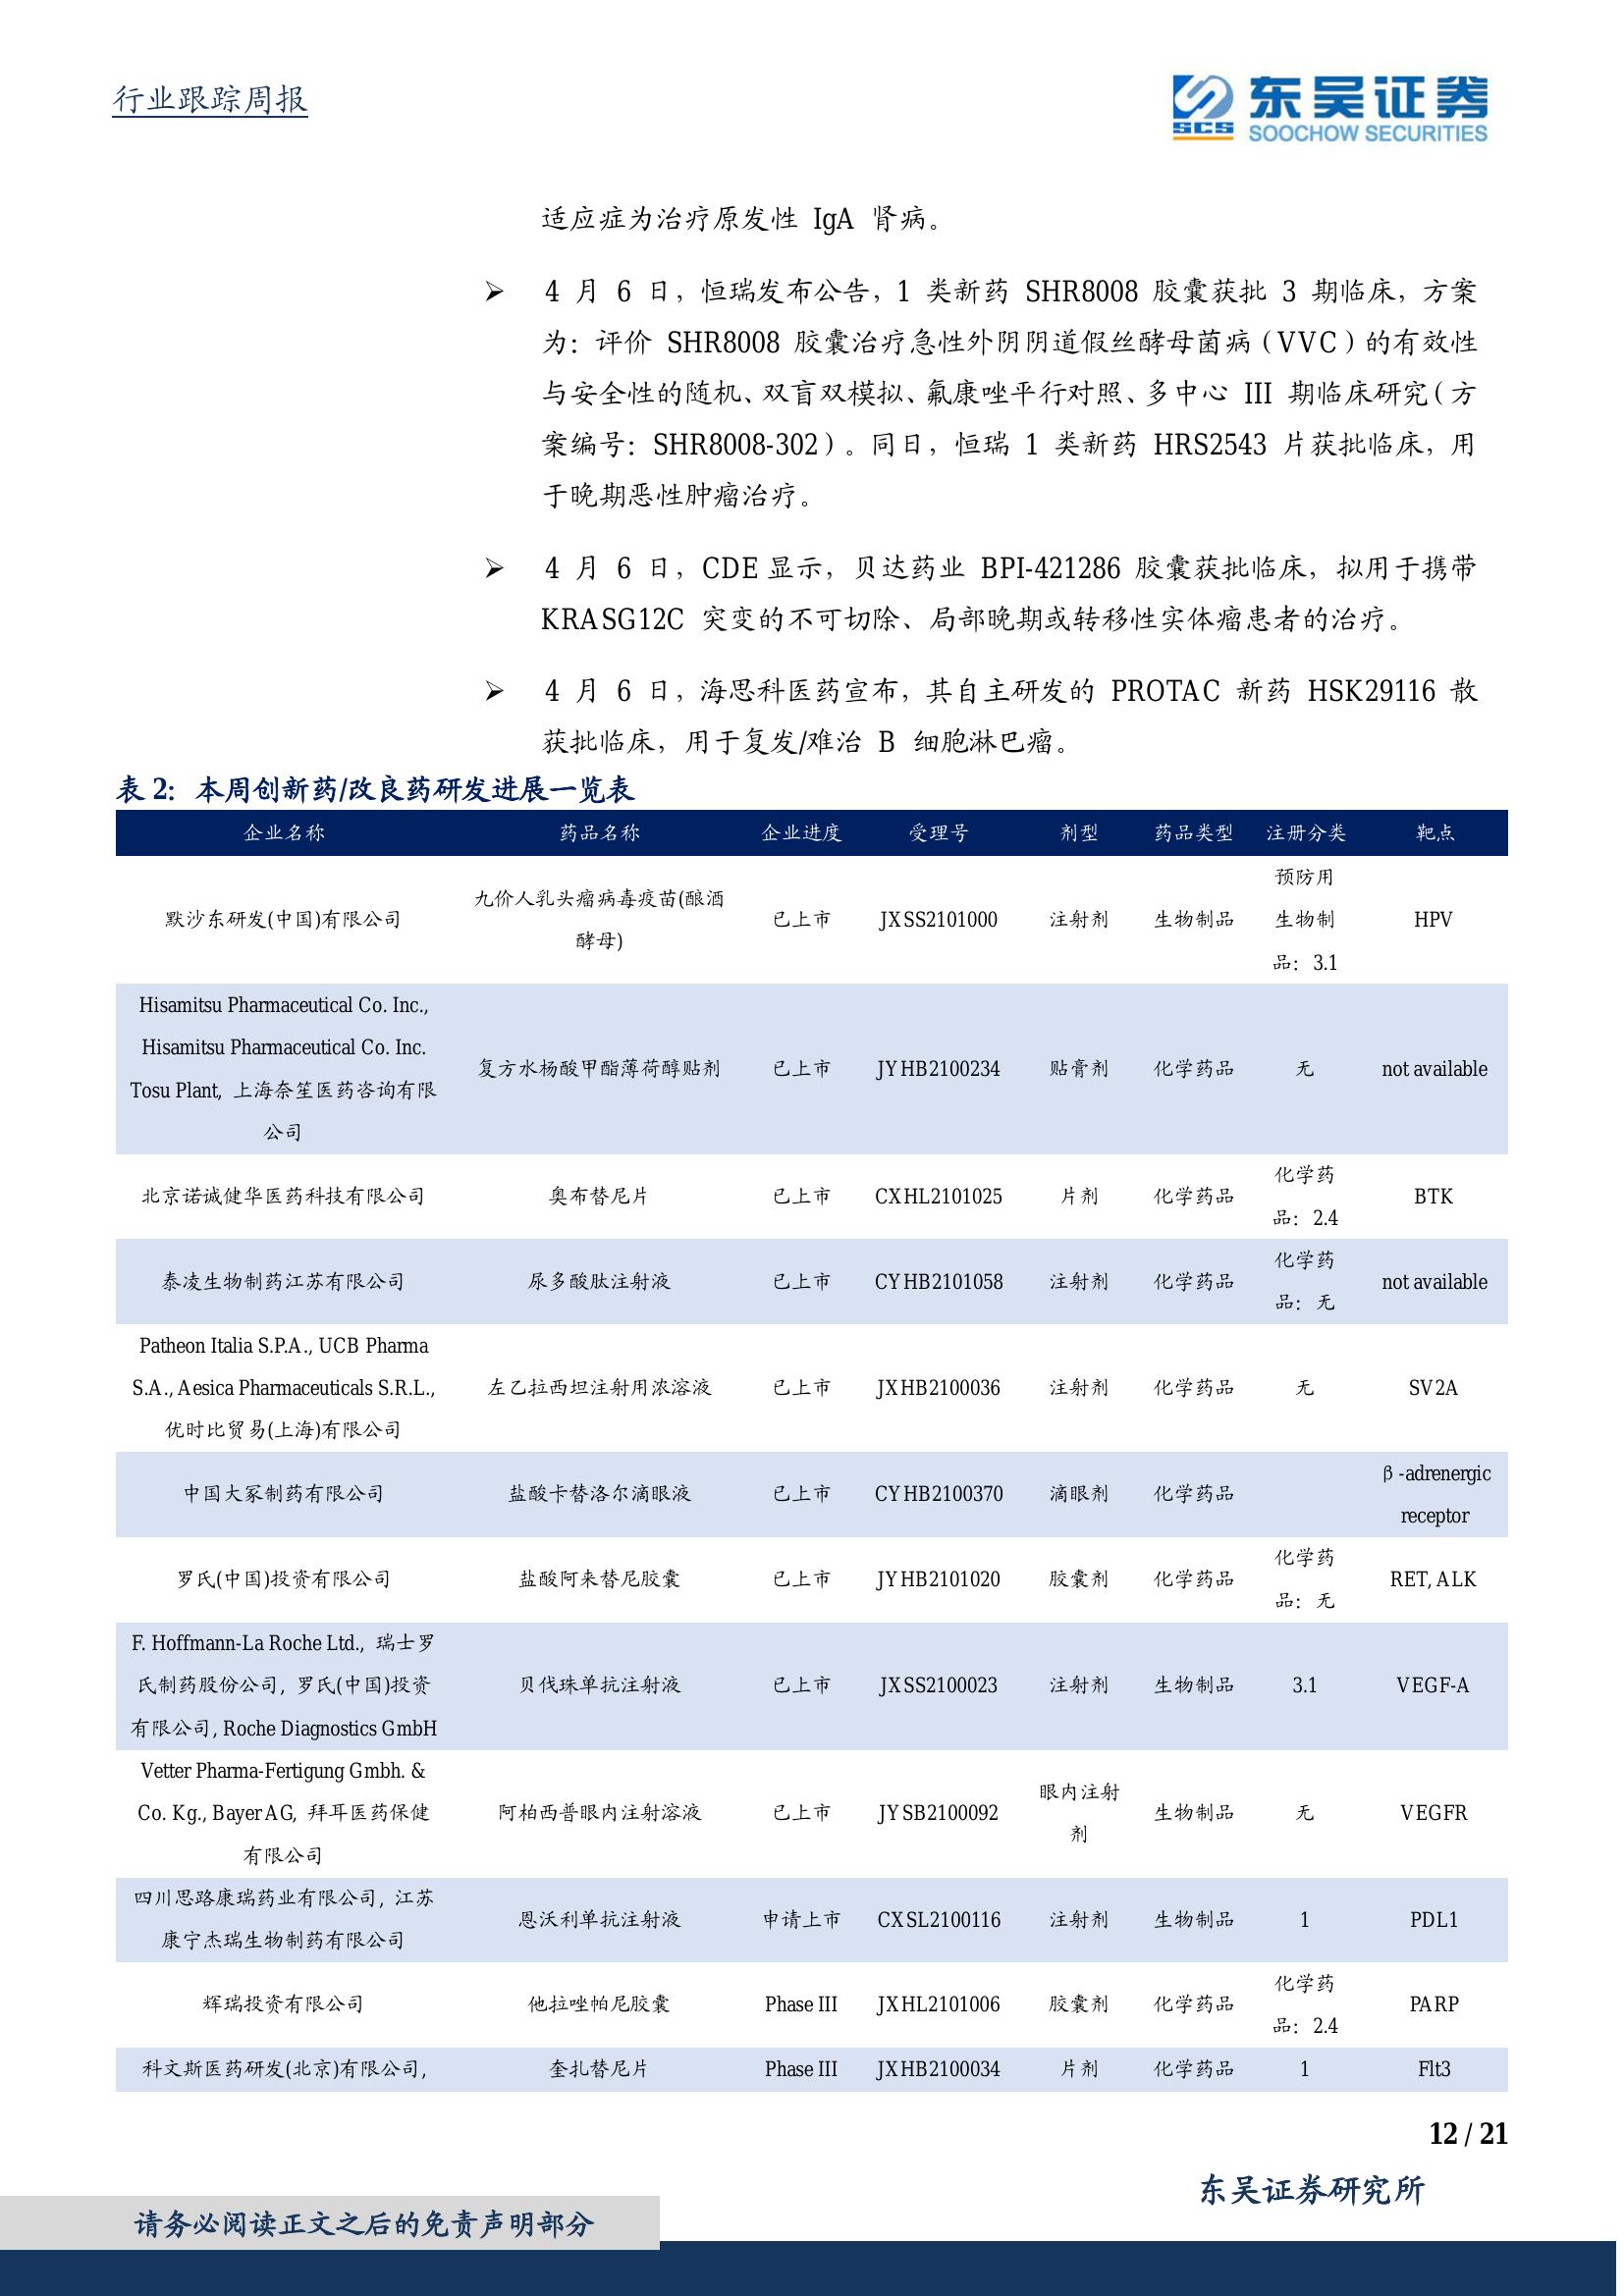 行业跟踪周报
SCS
东吴证券
SOOCHOW SECURITIES
适应症为治疗原发性 IgA 肾病。
➢ 4 月 6 日，恒瑞发布公告，1 类新药 SHR8008 胶囊获批 3 期临床，方案
为：评价 SHR8008 胶囊治疗急性外阴阴道假丝酵母菌病（VVC）的有效性
与安全性的随机、双盲双模拟、氟康唑平行对照、多中心 III 期临床研究（方
案编号：SHR8008-302）。同日，恒瑞 1 类新药 HRS2543 片获批临床，用
于晚期恶性肿瘤治疗。
➢ 4 月 6 日，CDE 显示，贝达药业 BPI-421286 胶囊获批临床，拟用于携带
KRASG12C 突变的不可切除、局部晚期或转移性实体瘤患者的治疗。
➢ 4 月 6 日，海思科医药宣布，其自主研发的 PROTAC 新药 HSK29116 散
获批临床，用于复发/难治 B 细胞淋巴瘤。
表 2：本周创新药/改良药研发进展一览表
企业名称 药品名称 企业进度 受理号 剂型 药品类型 注册分类 靶点
预防用
九价人乳头瘤病毒疫苗(酿酒
默沙东研发(中国)有限公司 已上市 JXSS2101000 注射剂 生物制品 生物制 HPV
酵母)
品：3.1
Hisamitsu Pharmaceutical Co. Inc.,
Hisamitsu Pharmaceutical Co. Inc.
复方水杨酸甲酯薄荷醇贴剂 已上市 JYHB2100234 贴膏剂 化学药品 无 not available
Tosu Plant, 上海奈笙医药咨询有限
公司
化学药
北京诺诚健华医药科技有限公司 奥布替尼片 已上市 CXHL2101025 片剂 化学药品 BTK
品：2.4
化学药
泰凌生物制药江苏有限公司 尿多酸肽注射液 已上市 CYHB2101058 注射剂 化学药品 not available
品：无
Patheon Italia S.P.A., UCB Pharma
S.A., Aesica Pharmaceuticals S.R.L., 左乙拉西坦注射用浓溶液 已上市 JXHB2100036 注射剂 化学药品 无 SV2A
优时比贸易(上海)有限公司
β-adrenergic
中国大冢制药有限公司 盐酸卡替洛尔滴眼液 已上市 CYHB2100370 滴眼剂 化学药品
receptor
化学药
罗氏(中国)投资有限公司 盐酸阿来替尼胶囊 已上市 JYHB2101020 胶囊剂 化学药品 RET, ALK
品：无
F. Hoffmann-La Roche Ltd., 瑞士罗
氏制药股份公司, 罗氏(中国)投资 贝伐珠单抗注射液 已上市 JXSS2100023 注射剂 生物制品 3.1 VEGF-A
有限公司, Roche Diagnostics GmbH
Vetter Pharma-Fertigung Gmbh. &
眼内注射
Co. Kg., Bayer AG, 拜耳医药保健 阿柏西普眼内注射溶液 已上市 JYSB2100092 生物制品 无 VEGFR
剂
有限公司
四川思路康瑞药业有限公司, 江苏
恩沃利单抗注射液 申请上市 CXSL2100116 注射剂 生物制品 1 PDL1
康宁杰瑞生物制药有限公司
化学药
辉瑞投资有限公司 他拉唑帕尼胶囊 Phase III JXHL2101006 胶囊剂 化学药品 PARP
品：2.4
科文斯医药研发(北京)有限公司, 奎扎替尼片 Phase III JXHB2100034 片剂 化学药品 1 Flt3
12 / 21
东吴证券研究所
请务必阅读正文之后的免责声明部分